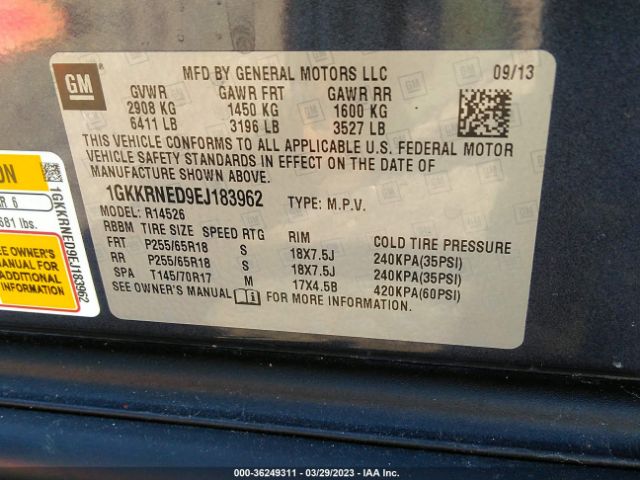 GM
MFD BY GENERAL MOTORS LLC 09/13
GVWR GAWR FRT GAWR RR
2908 KG 1450 KG 1600 KG
6411 LB 3196 LB 3527 LB
THIS VEHICLE CONFORMS TO ALL APPLICABLE U.S. FEDERAL MOTOR
VEHICLE SAFETY STANDARDS IN EFFECT ON THE DATE OF
MANUFACTURE SHOWN ABOVE.
1GKKRNED9EJ183962 TYPE: M.P.V.
MODEL: R14526
RBBM TIRE SIZE SPEED RTG RIM COLD TIRE PRESSURE
FRT P255/65R18 S 18X7.5J 240KPA(35PSI)
RR P255/65R18 S 18X7.5J 240KPA(35PSI)
SPA T145/70R17 M 17X4.5B 420KPA(60PSI)
SEE OWNER'S MANUAL FOR MORE INFORMATION.
ON
R 6
681 lbs.
SEE OWNER'S
MANUAL FOR
ADDITIONAL
INFORMATION
1GKKRNED9EJ183962
000-36249311 - 03/29/2023 - IAA Inc.